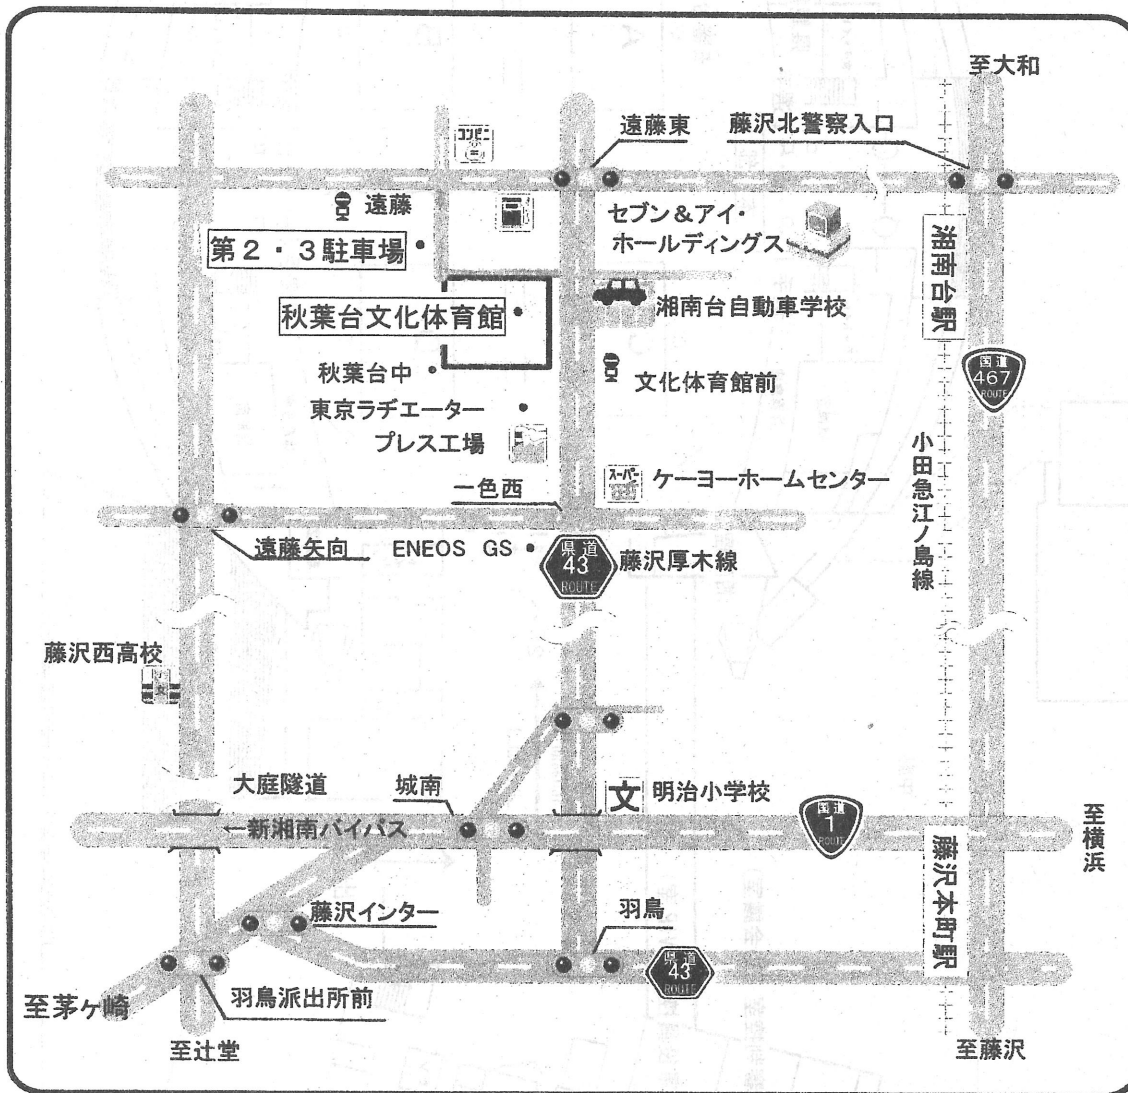 至大和
コンビニ
遠藤東
藤沢北警察入口
遠藤
セブン&アイ・
ホールディングス
第2・3駐車場
湘南台駅
秋葉台文化体育館
湘南台自動車学校
国道
467
ROUTE
秋葉台中
文化体育館前
東京ラヂエーター
プレス工場
小田急江ノ島線
スーパー
ケーヨーホームセンター
一色西
遠藤矢向
ENEOS GS
県道
43
ROUTE
藤沢厚木線
藤沢西高校
文
大庭隧道
城南
文
明治小学校
国道
1
ROUTE
至横浜
←新湘南バイパス
藤沢本町駅
藤沢インター
羽鳥
県道
43
ROUTE
至茅ヶ崎
羽鳥派出所前
至辻堂
至藤沢